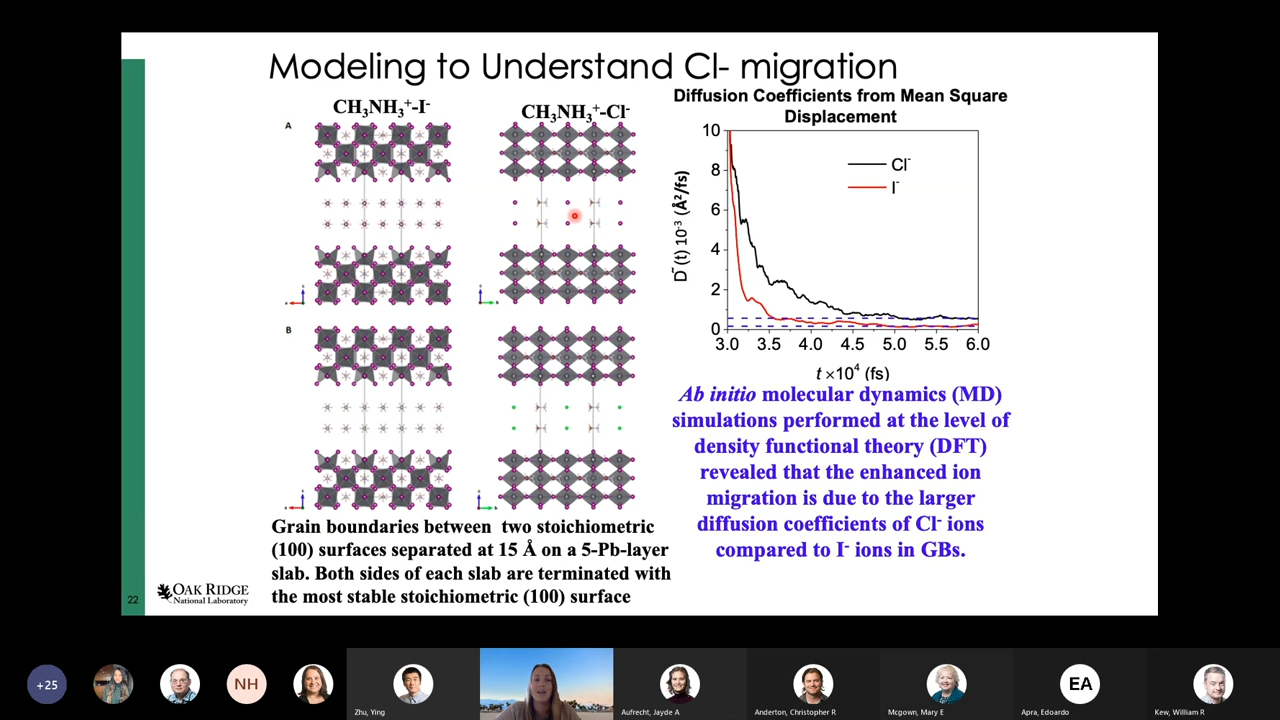 Modeling to Understand Cl- migration
CH₃NH₃⁺-I⁻
CH₃NH₃⁺-Cl⁻
A
B
Diffusion Coefficients from Mean Square
Displacement
D̃(t) 10⁻³ (Å²/fs)
10
8
6
4
2
0
Cl⁻
I⁻
3.0 3.5 4.0 4.5 5.0 5.5 6.0
t ×10⁴ (fs)
Ab initio molecular dynamics (MD)
simulations performed at the level of
density functional theory (DFT)
revealed that the enhanced ion
migration is due to the larger
diffusion coefficients of Cl⁻ ions
compared to I⁻ ions in GBs.
Grain boundaries between two stoichiometric
(100) surfaces separated at 15 Å on a 5-Pb-layer
slab. Both sides of each slab are terminated with
the most stable stoichiometric (100) surface
22
OAK RIDGE
National Laboratory
+25
NH
EA
Zhu, Ying
Aufrecht, Jayde A
Anderton, Christopher R
Mcgown, Mary E
Apra, Edoardo
Kew, William R